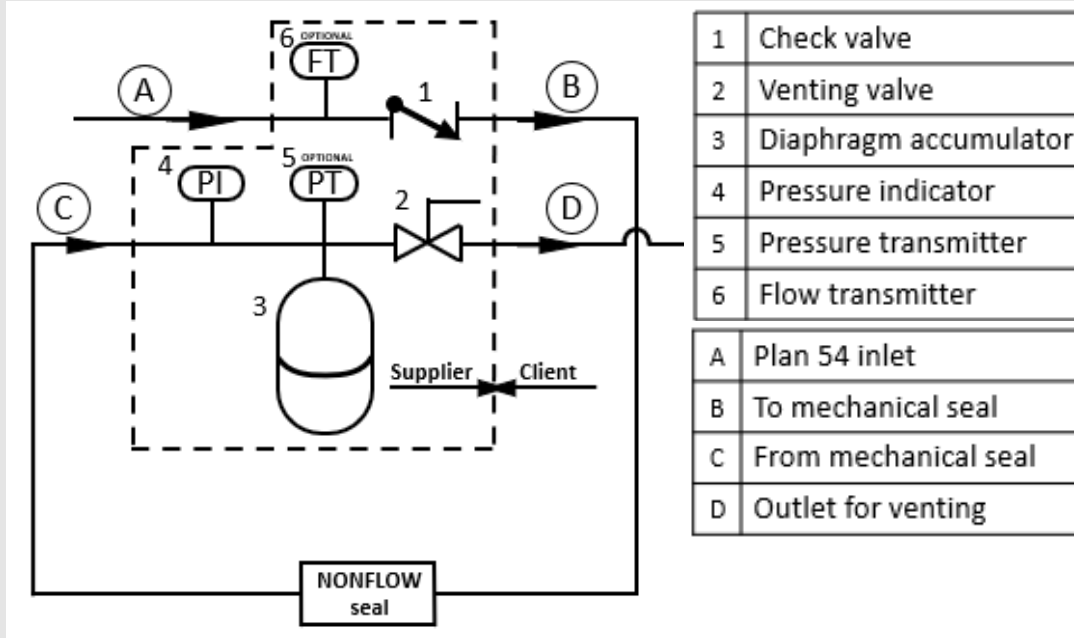 6 OPTIONAL
FT
A
1
B
4
PI
5 OPTIONAL
PT
2
C
D
3
Supplier Client
NONFLOW
seal
1 Check valve
2 Venting valve
3 Diaphragm accumulator
4 Pressure indicator
5 Pressure transmitter
6 Flow transmitter
A Plan 54 inlet
B To mechanical seal
C From mechanical seal
D Outlet for venting